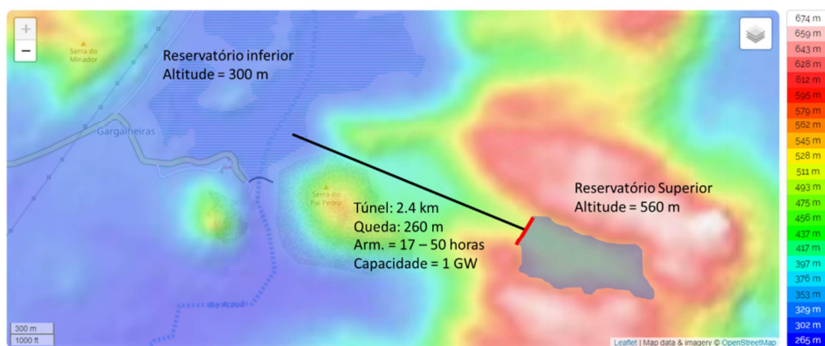 +
−
Serra do
Minador
Reservatório inferior
Altitude = 300 m
Gargalheiras
Serra do
Pai Pedro
Túnel: 2.4 km
Queda: 260 m
Arm. = 17 – 50 horas
Capacidade = 1 GW
Reservatório Superior
Altitude = 560 m
300 m
1000 ft
Leaflet | Map data & imagery © OpenStreetMap
674 m
659 m
643 m
628 m
611 m
595 m
579 m
562 m
545 m
528 m
511 m
493 m
475 m
456 m
437 m
417 m
397 m
376 m
353 m
329 m
302 m
265 m